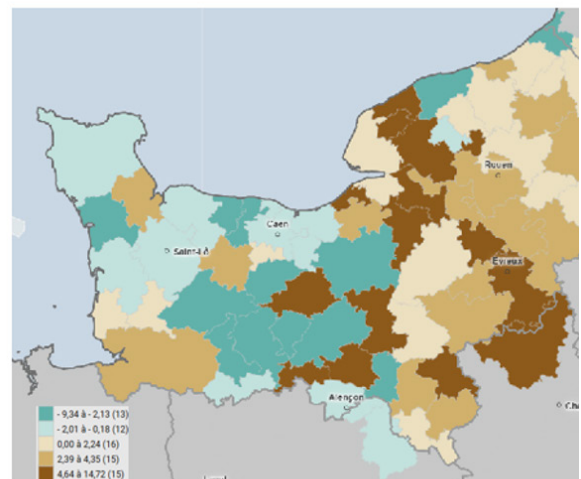 Rouen
Caen
Saint-Lô
Évreux
Alençon
Cha
- 9,34 à - 2,13 (13)
- 2,01 à - 0,18 (12)
0,00 à 2,24 (16)
2,39 à 4,35 (15)
4,64 à 14,72 (15)